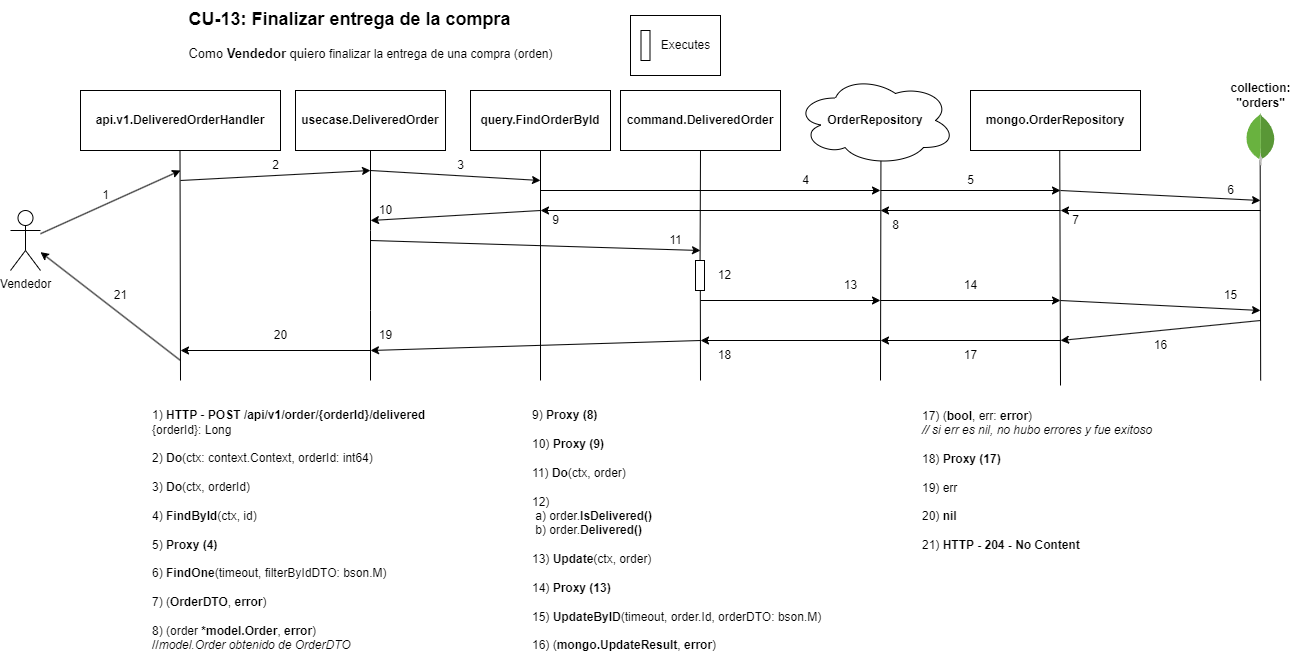 CU-13: Finalizar entrega de la compra
Como Vendedor quiero finalizar la entrega de una compra (orden)
Executes
api.v1.DeliveredOrderHandler
usecase.DeliveredOrder
query.FindOrderById
command.DeliveredOrder
OrderRepository
mongo.OrderRepository
collection:
"orders"
1
2
3
4
5
6
7
8
9
10
11
12
13
14
15
16
17
18
19
20
21
Vendedor
1) HTTP - POST /api/v1/order/{orderId}/delivered
{orderId}: Long
2) Do(ctx: context.Context, orderId: int64)
3) Do(ctx, orderId)
4) FindById(ctx, id)
5) Proxy (4)
6) FindOne(timeout, filterByIdDTO: bson.M)
7) (OrderDTO, error)
8) (order *model.Order, error)
//model.Order obtenido de OrderDTO
9) Proxy (8)
10) Proxy (9)
11) Do(ctx, order)
12)
a) order.IsDelivered()
b) order.Delivered()
13) Update(ctx, order)
14) Proxy (13)
15) UpdateByID(timeout, order.Id, orderDTO: bson.M)
16) (mongo.UpdateResult, error)
17) (bool, err: error)
// si err es nil, no hubo errores y fue exitoso
18) Proxy (17)
19) err
20) nil
21) HTTP - 204 - No Content